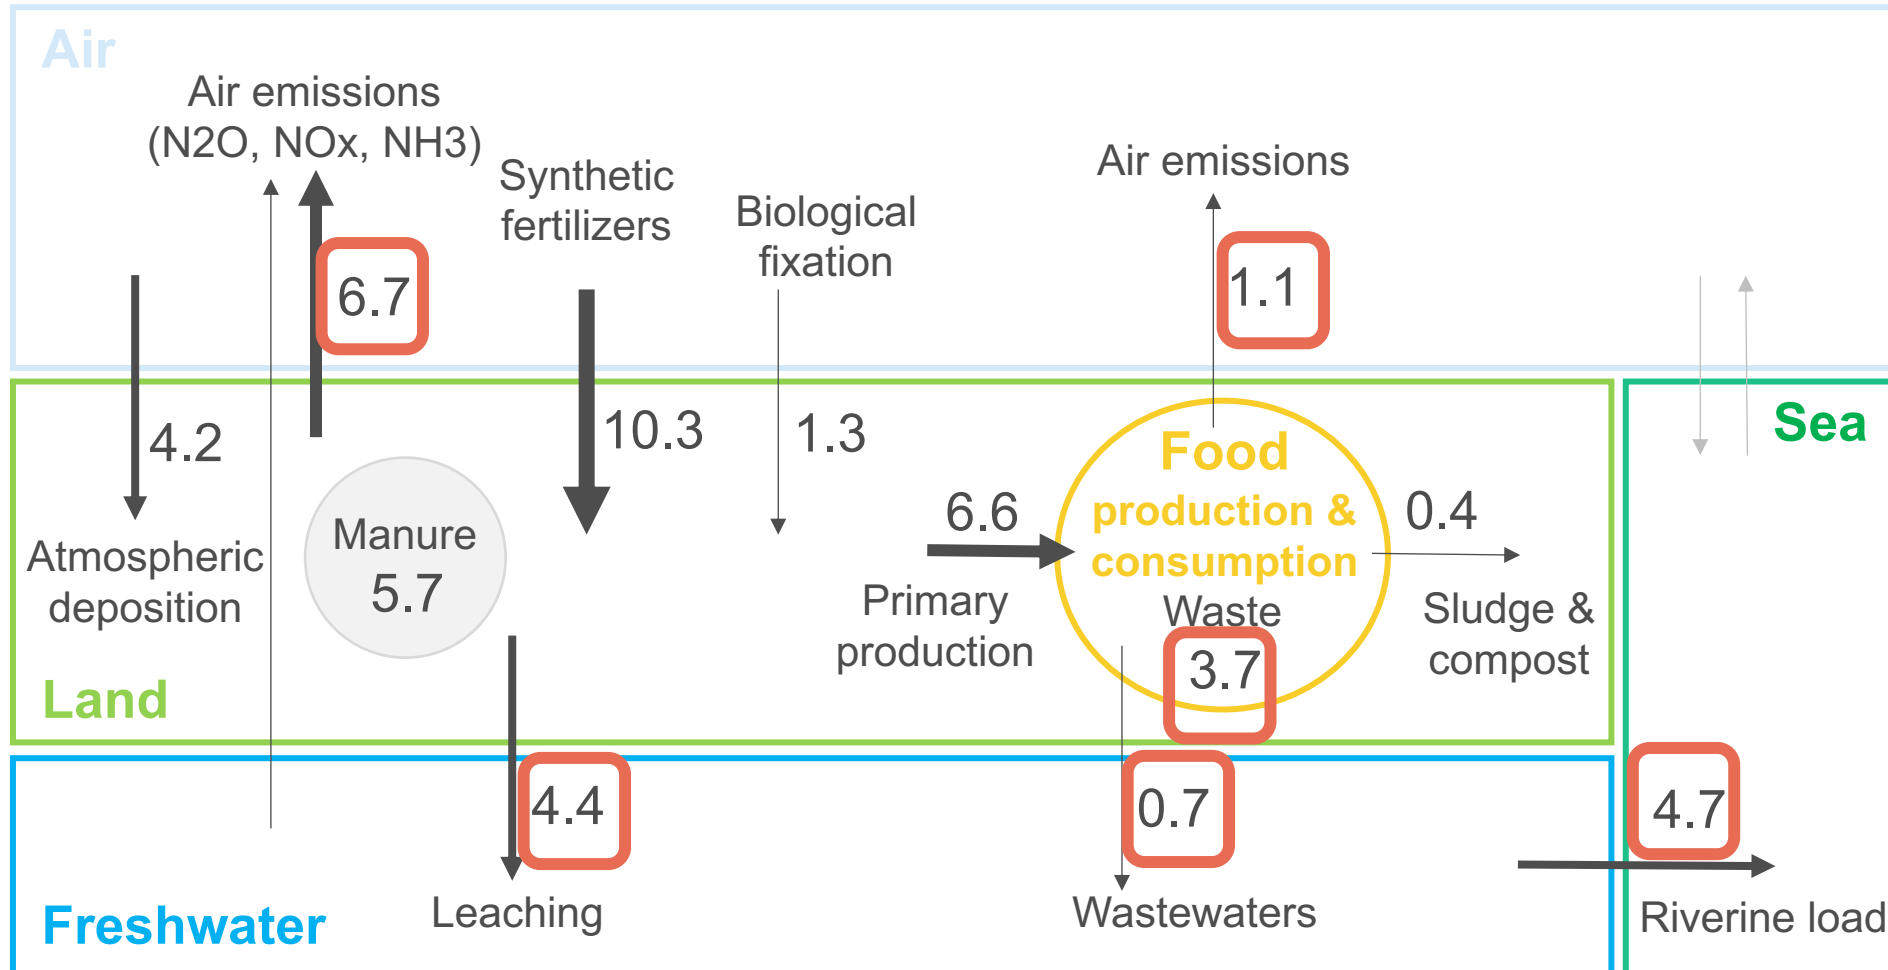 Air
Air emissions
(N2O, NOx, NH3)
Synthetic
fertilizers
Biological
fixation
Air emissions
6.7
1.1
4.2
10.3
1.3
Sea
Food
production &
consumption
Waste
3.7
6.6
0.4
Manure
5.7
Atmospheric
deposition
Primary
production
Sludge &
compost
Land
4.4
0.7
4.7
Leaching
Wastewaters
Riverine load
Freshwater